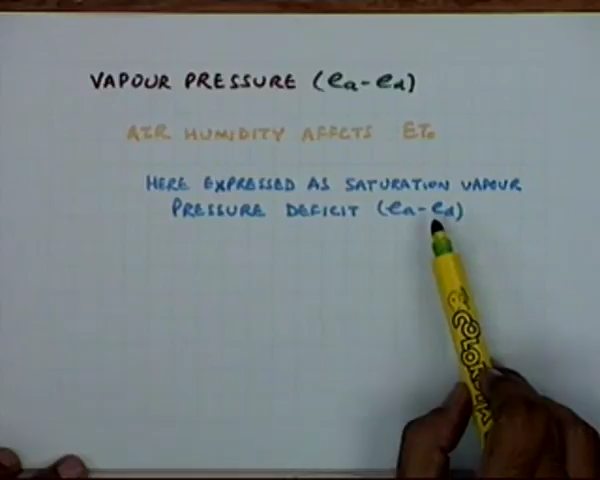 VAPOUR PRESSURE (ea-ed)
AIR HUMIDITY AFFECTS ETo
HERE EXPRESSED AS SATURATION VAPOUR
PRESSURE DEFICIT (ea-ed)